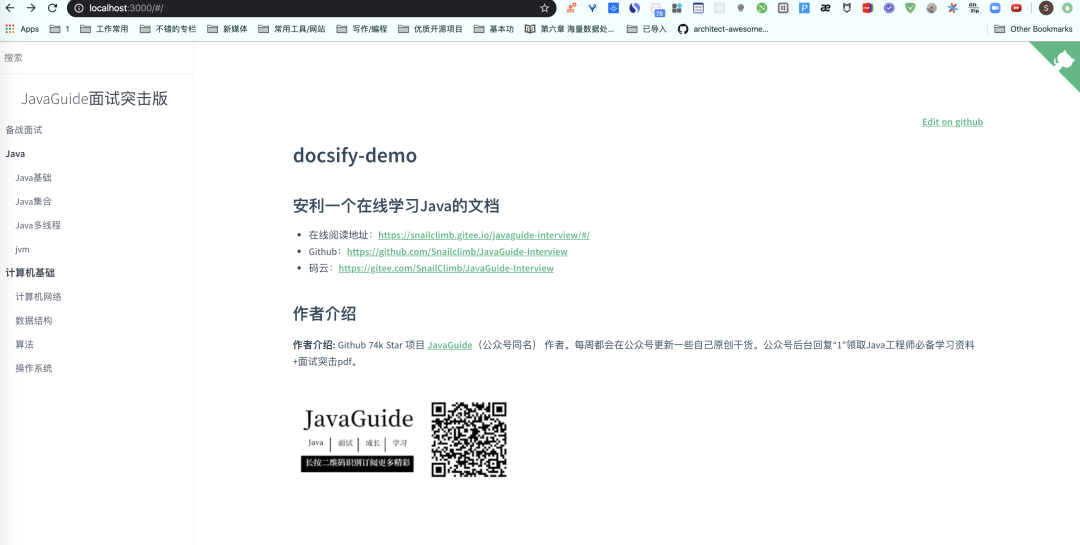 localhost:3000/#/
Apps 1 工作常用 不错的专栏 新媒体 常用工具/网站 写作/编程 优质开源项目 基本功 第六章 海量数据处... 已导入 architect-awesome... Other Bookmarks
搜索
JavaGuide面试突击版
备战面试
Java
Java基础
Java集合
Java多线程
jvm
计算机基础
计算机网络
数据结构
算法
操作系统
Edit on github
docsify-demo
安利一个在线学习Java的文档
在线阅读地址：https://snailclimb.gitee.io/javaguide-interview/#/
Github：https://github.com/Snailclimb/JavaGuide-Interview
码云：https://gitee.com/SnailClimb/JavaGuide-Interview
作者介绍
作者介绍: Github 74k Star 项目 JavaGuide（公众号同名） 作者。每周都会在公众号更新一些自己原创干货。公众号后台回复“1”领取Java工程师必备学习资料
+面试突击pdf。
JavaGuide
Java 面试 成长 学习
长按二维码识别订阅更多精彩